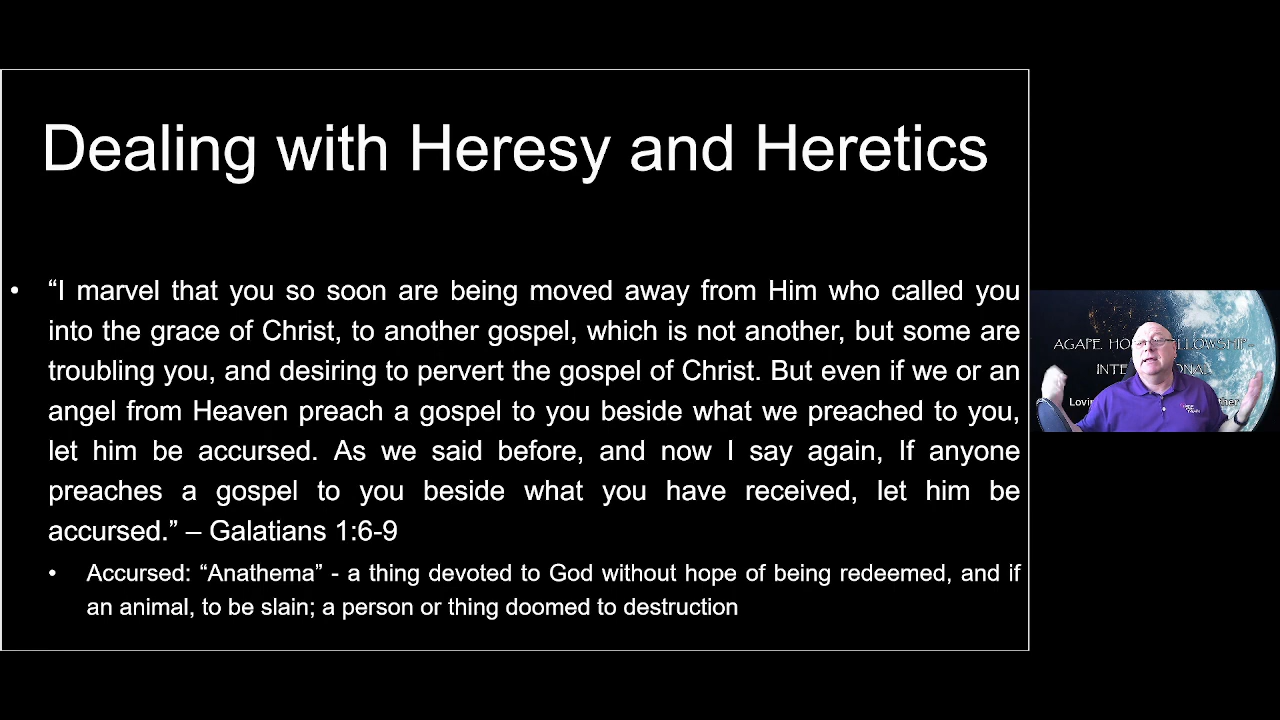 Dealing with Heresy and Heretics
• “I marvel that you so soon are being moved away from Him who called you
into the grace of Christ, to another gospel, which is not another, but some are
troubling you, and desiring to pervert the gospel of Christ. But even if we or an
angel from Heaven preach a gospel to you beside what we preached to you,
let him be accursed. As we said before, and now I say again, If anyone
preaches a gospel to you beside what you have received, let him be
accursed.” – Galatians 1:6-9
• Accursed: “Anathema” - a thing devoted to God without hope of being redeemed, and if
an animal, to be slain; a person or thing doomed to destruction
AGAPE